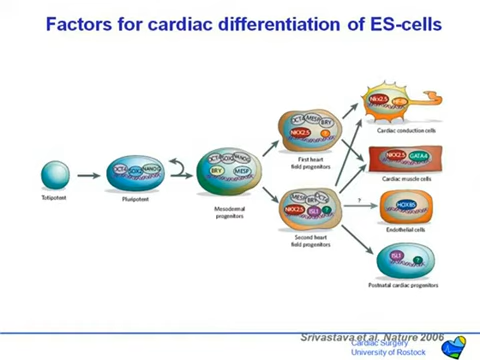 Factors for cardiac differentiation of ES-cells
Totipotent
OCT4 SOX2 NANOG
Pluripotent
OCT4 SOX2 NANOG
BRY MESP
Mesodermal
progenitors
OCT4 MESP BRY
NKX2.5 ?
First heart
field progenitors
MESP OCT4
BRY
NKX2.5 ISL1 ?
Second heart
field progenitors
Nkx2.5 ?
Cardiac conduction cells
NKX2.5 GATA4
Cardiac muscle cells
?
HOXB5
Endothelial cells
ISL1 ?
Postnatal cardiac progenitors
Srivastava et al. Nature 2006
Cardiac Surgery
University of Rostock